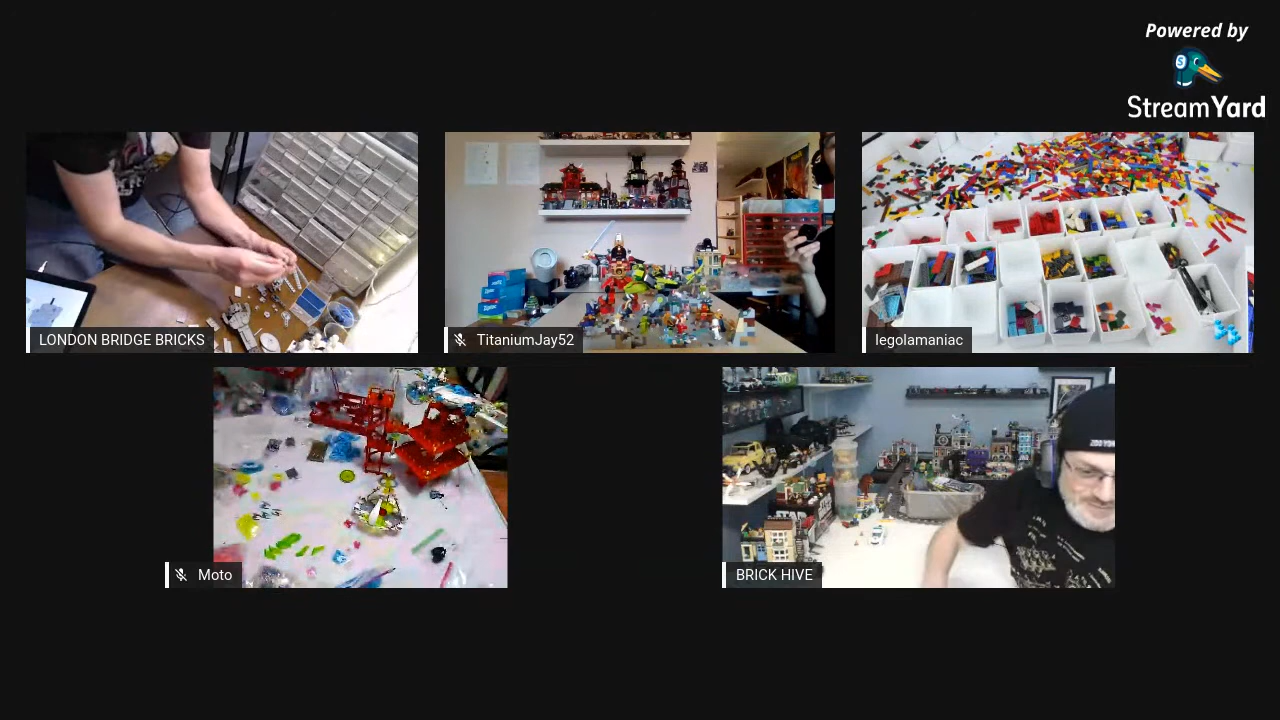 Powered by
S
StreamYard
LONDON BRIDGE BRICKS
TitaniumJay52
legolamaniac
Moto
BRICK HIVE